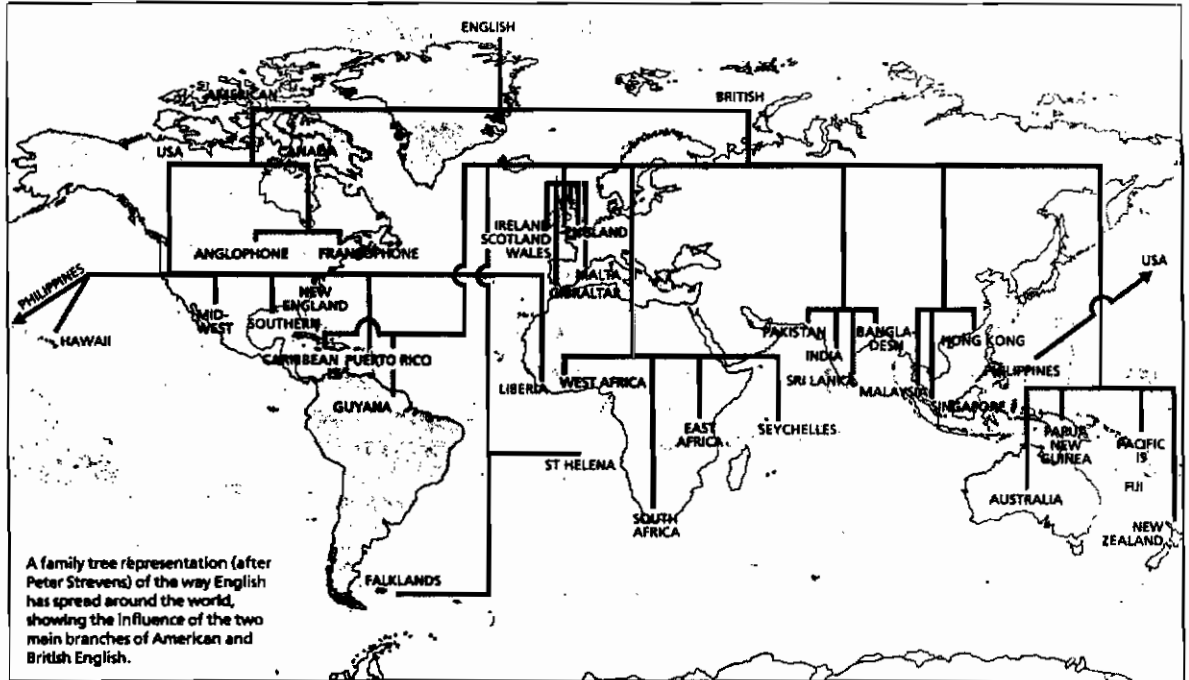 ENGLISH
AMERICAN
BRITISH
USA
CANADA
IRELAND
SCOTLAND
WALES
ENGLAND
ANGLOPHONE
FRANCOPHONE
MALTA
GIBRALTAR
USA
PHILIPPINES
HAWAII
MID-
WEST
NEW
ENGLAND
SOUTHERN
CARIBBEAN
IS
PUERTO RICO
GUYANA
LIBERIA
WEST AFRICA
EAST
AFRICA
SEYCHELLES
SOUTH
AFRICA
ST HELENA
FALKLANDS
PAKISTAN
INDIA
SRI LANKA
BANGLA-
DESH
MALAYSIA
SINGAPORE
HONG KONG
PHILIPPINES
PAPUA
NEW
GUINEA
PACIFIC
IS
FIJI
AUSTRALIA
NEW
ZEALAND
A family tree representation (after
Peter Strevens) of the way English
has spread around the world,
showing the influence of the two
main branches of American and
British English.